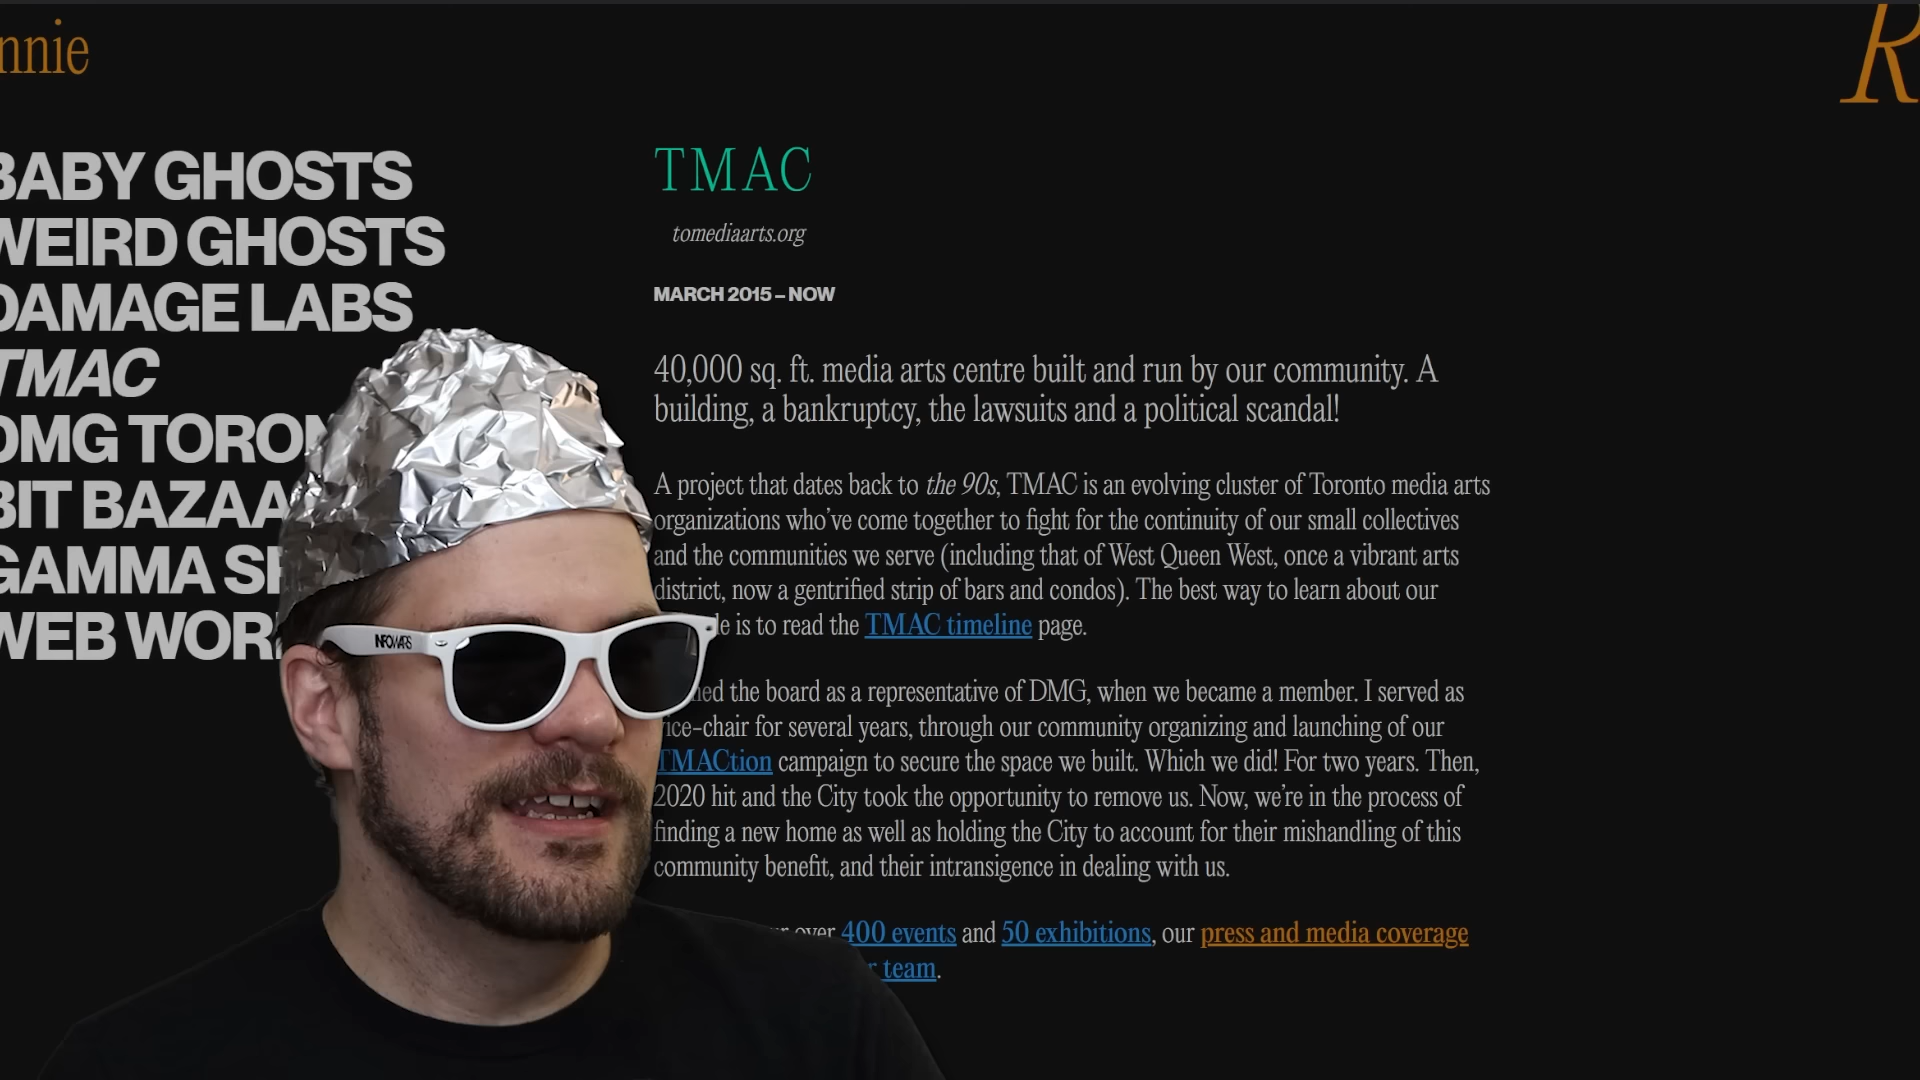 nnie
R
BABY GHOSTS
WEIRD GHOSTS
DAMAGE LABS
TMAC
DMG TORON
BIT BAZAA
GAMMA SP
WEB WOR
INFOWARS
TMAC
tomediaarts.org
MARCH 2015 – NOW
40,000 sq. ft. media arts centre built and run by our community. A
building, a bankruptcy, the lawsuits and a political scandal!
A project that dates back to the 90s, TMAC is an evolving cluster of Toronto media arts
organizations who’ve come together to fight for the continuity of our small collectives
and the communities we serve (including that of West Queen West, once a vibrant arts
district, now a gentrified strip of bars and condos). The best way to learn about our
le is to read the TMAC timeline page.
ned the board as a representative of DMG, when we became a member. I served as
vice-chair for several years, through our community organizing and launching of our
TMACtion campaign to secure the space we built. Which we did! For two years. Then,
2020 hit and the City took the opportunity to remove us. Now, we’re in the process of
finding a new home as well as holding the City to account for their mishandling of this
community benefit, and their intransigence in dealing with us.
r over 400 events and 50 exhibitions, our press and media coverage
r team.